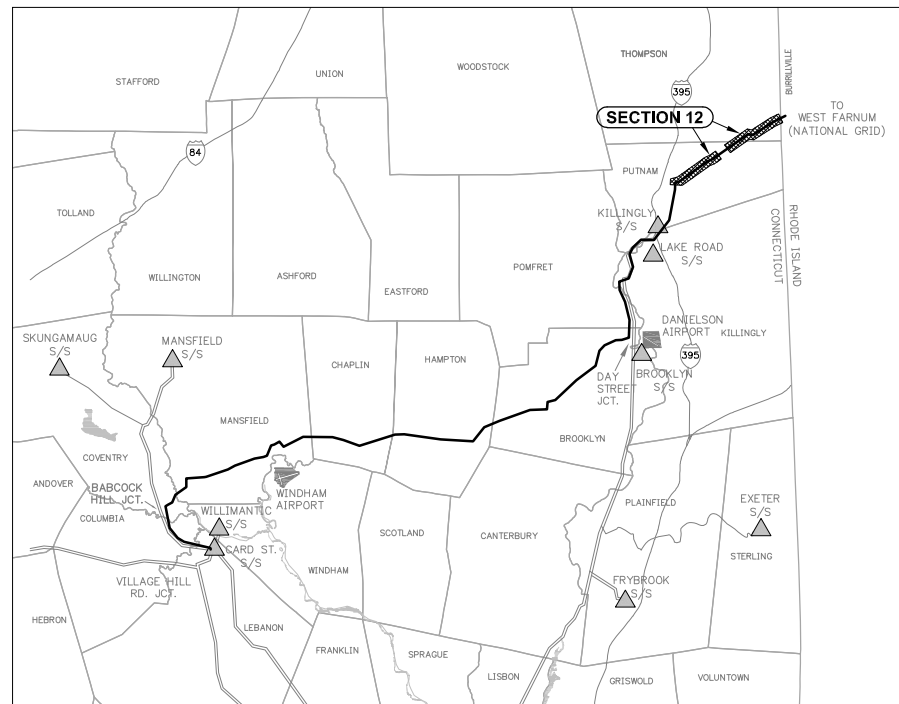 THOMPSON
BURRILLVILLE
WOODSTOCK
UNION
STAFFORD
395
SECTION 12
TO
WEST FARNUM
(NATIONAL GRID)
84
PUTNAM
TOLLAND
KILLINGLY
S/S
RHODE ISLAND
CONNECTICUT
LAKE ROAD
S/S
POMFRET
WILLINGTON
ASHFORD
EASTFORD
DANIELSON
AIRPORT
KILLINGLY
SKUNGAMAUG
S/S
MANSFIELD
S/S
CHAPLIN
HAMPTON
395
BROOKLYN
S/S
DAY
STREET
JCT.
MANSFIELD
BROOKLYN
COVENTRY
ANDOVER
BABCOCK
HILL JCT.
COLUMBIA
WINDHAM
AIRPORT
WILLIMANTIC
S/S
PLAINFIELD
EXETER
S/S
SCOTLAND
CANTERBURY
CARD ST.
S/S
STERLING
WINDHAM
VILLAGE HILL
RD. JCT.
FRYBROOK
S/S
HEBRON
LEBANON
FRANKLIN
SPRAGUE
LISBON
GRISWOLD
VOLUNTOWN